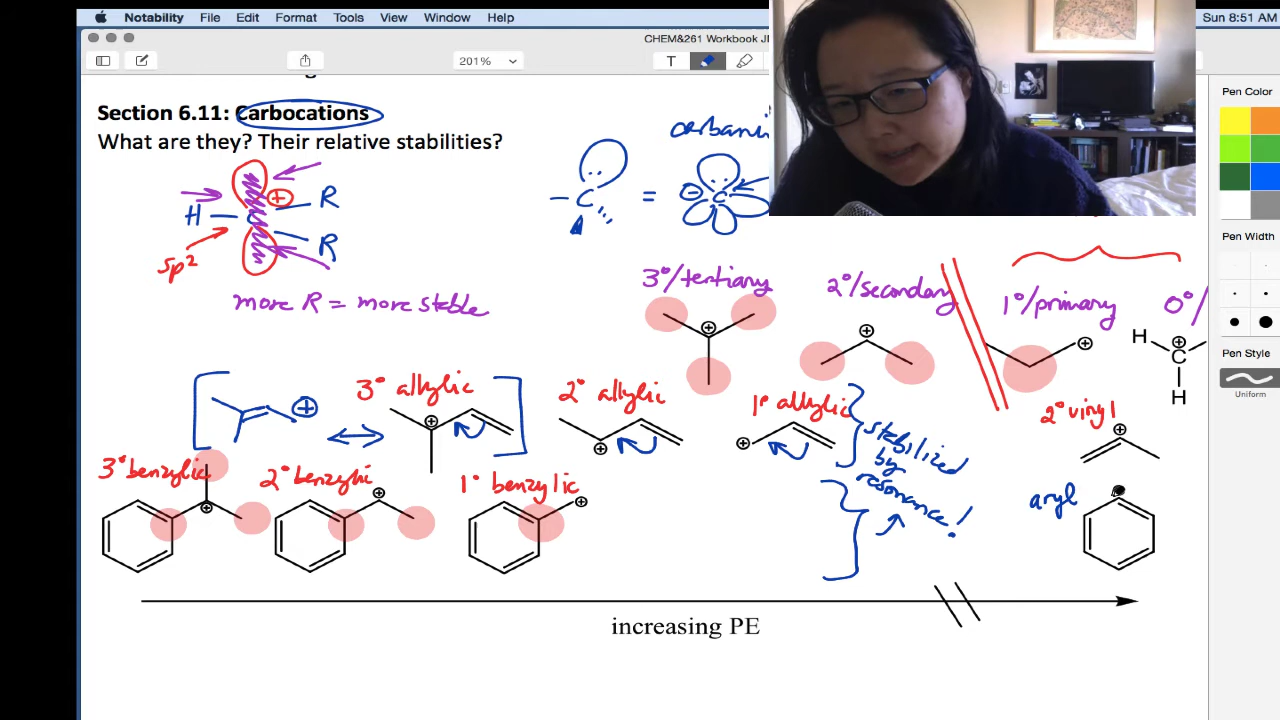 Notability File Edit Format Tools View Window Help Sun 8:51 AM
CHEM&261 Workbook
201%
T
Pen Color
Pen Width
Pen Style
Uniform
Section 6.11: Carbocations
What are they? Their relative stabilities?
H C R
R
sp²
more R = more stable
C = C
3°/tertiary
2°/secondary
1°/primary
0°/
H
C
H
3° allylic
2° allylic
1° allylic
2° vinyl
stabilized
by
resonance!
3° benzylic
2° benzylic
1° benzylic
aryl
increasing PE